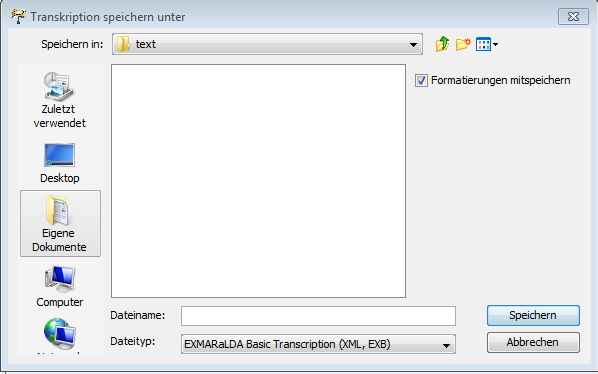 Transkription speichern unter
Speichern in:
text
Formatierungen mitspeichern
Zuletzt
verwendet
Desktop
Eigene
Dokumente
Computer
Dateiname:
Speichern
Dateityp:
EXMARaLDA Basic Transcription (XML, EXB)
Abbrechen